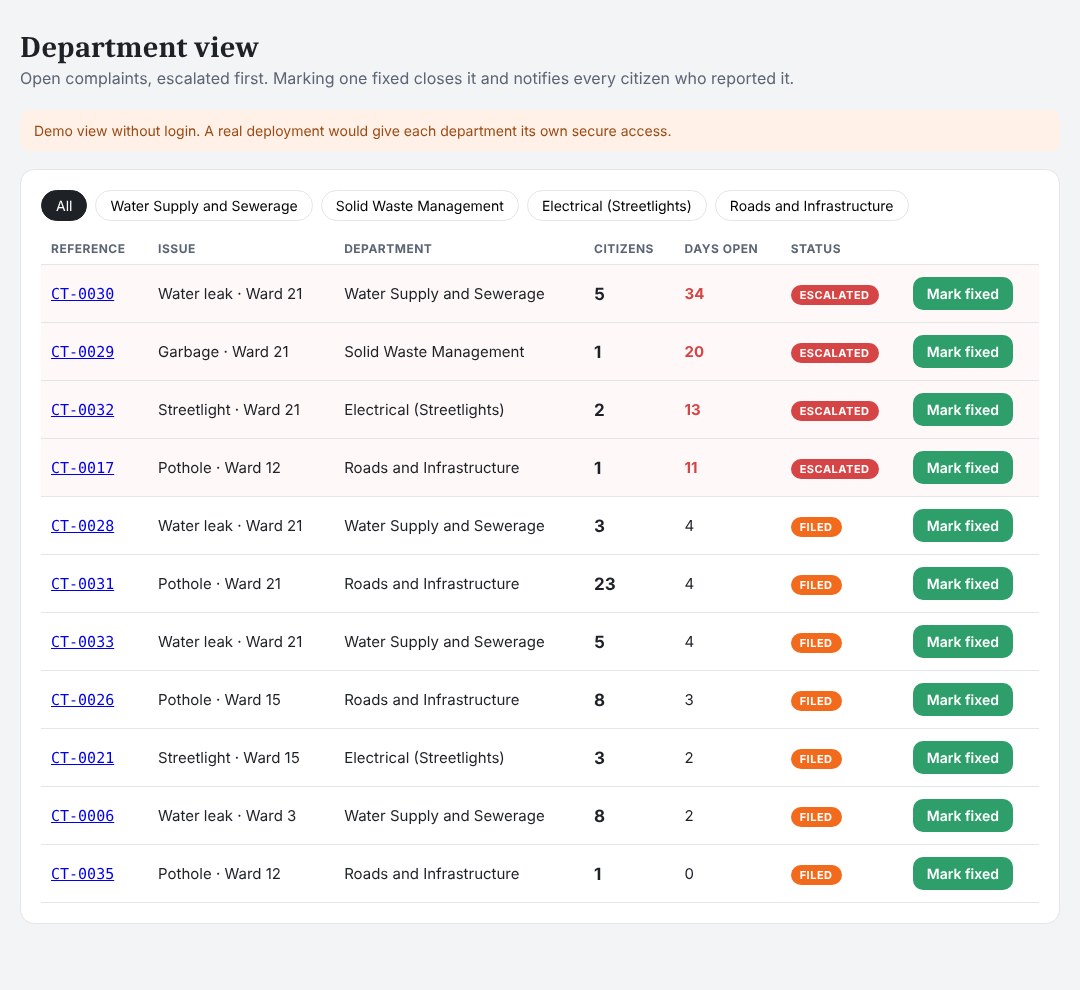 Department view
Open complaints, escalated first. Marking one fixed closes it and notifies every citizen who reported it.
Demo view without login. A real deployment would give each department its own secure access.
All Water Supply and Sewerage Solid Waste Management Electrical (Streetlights) Roads and Infrastructure
REFERENCE ISSUE DEPARTMENT CITIZENS DAYS OPEN STATUS
CT-0030 Water leak · Ward 21 Water Supply and Sewerage 5 34 ESCALATED Mark fixed
CT-0029 Garbage · Ward 21 Solid Waste Management 1 20 ESCALATED Mark fixed
CT-0032 Streetlight · Ward 21 Electrical (Streetlights) 2 13 ESCALATED Mark fixed
CT-0017 Pothole · Ward 12 Roads and Infrastructure 1 11 ESCALATED Mark fixed
CT-0028 Water leak · Ward 21 Water Supply and Sewerage 3 4 FILED Mark fixed
CT-0031 Pothole · Ward 21 Roads and Infrastructure 23 4 FILED Mark fixed
CT-0033 Water leak · Ward 21 Water Supply and Sewerage 5 4 FILED Mark fixed
CT-0026 Pothole · Ward 15 Roads and Infrastructure 8 3 FILED Mark fixed
CT-0021 Streetlight · Ward 15 Electrical (Streetlights) 3 2 FILED Mark fixed
CT-0006 Water leak · Ward 3 Water Supply and Sewerage 8 2 FILED Mark fixed
CT-0035 Pothole · Ward 12 Roads and Infrastructure 1 0 FILED Mark fixed